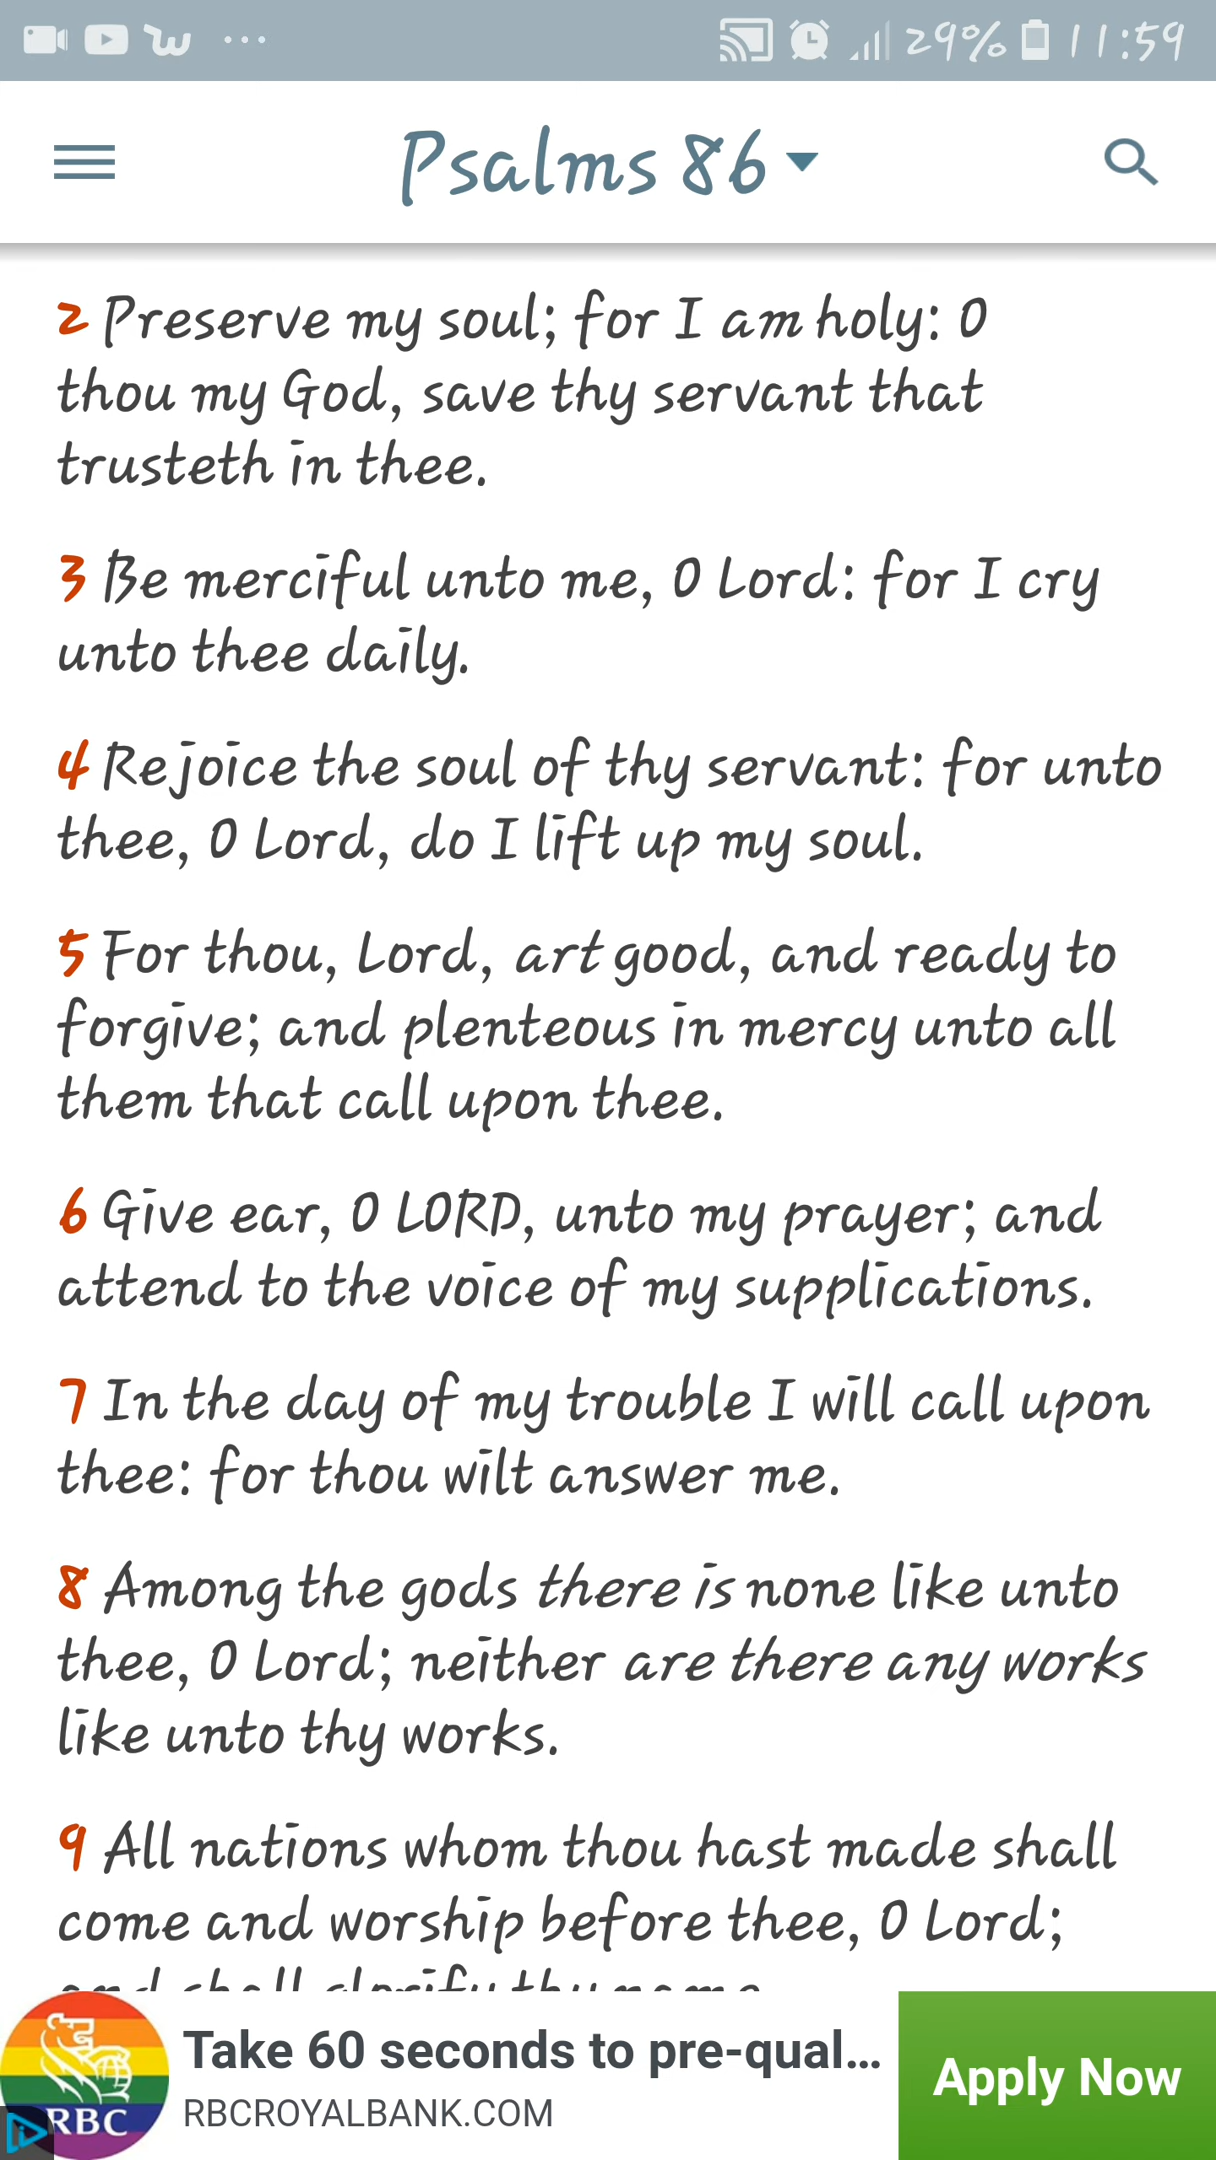 29% 11:59
Psalms 86
2 Preserve my soul; for I am holy: O
thou my God, save thy servant that
trusteth in thee.
3 Be merciful unto me, O Lord: for I cry
unto thee daily.
4 Rejoice the soul of thy servant: for unto
thee, O Lord, do I lift up my soul.
5 For thou, Lord, art good, and ready to
forgive; and plenteous in mercy unto all
them that call upon thee.
6 Give ear, O LORD, unto my prayer; and
attend to the voice of my supplications.
7 In the day of my trouble I will call upon
thee: for thou wilt answer me.
8 Among the gods there is none like unto
thee, O Lord; neither are there any works
like unto thy works.
9 All nations whom thou hast made shall
come and worship before thee, O Lord;
and shall glorify thy name.
Take 60 seconds to pre-qual...
RBCROYALBANK.COM
Apply Now
RBC